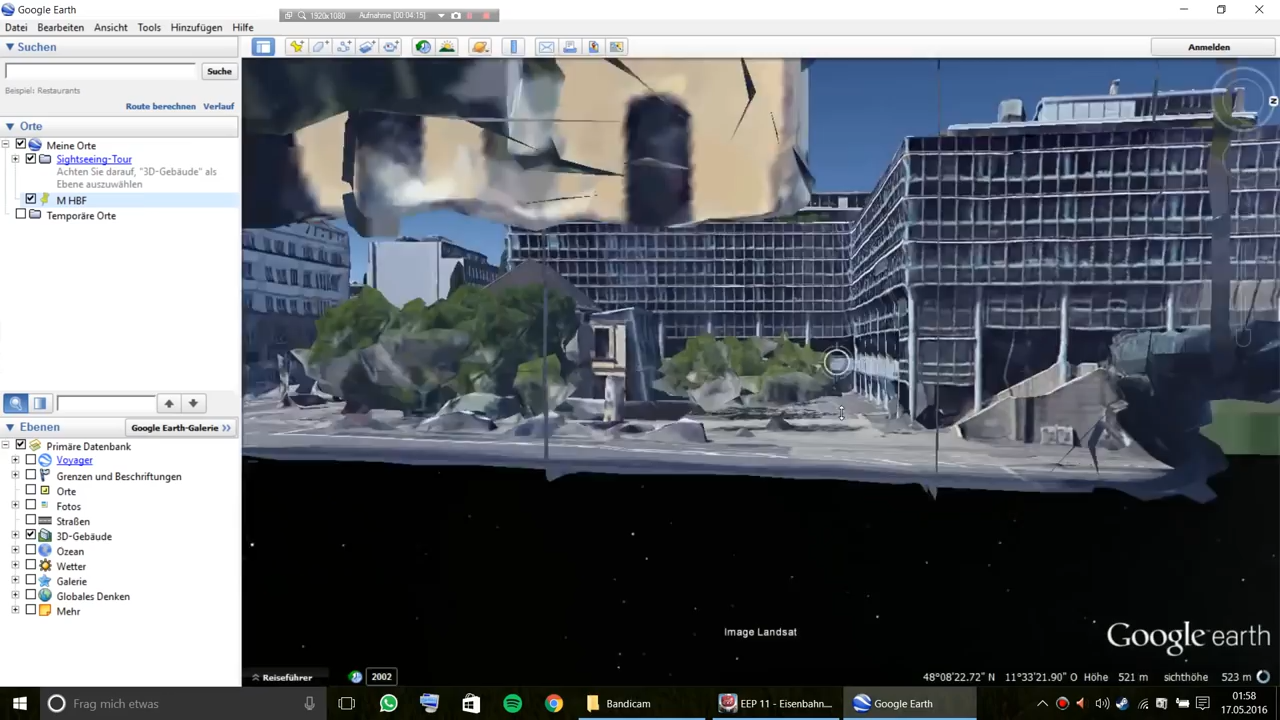 Google Earth
1920x1080 Aufnahme [00:04:15]
Datei Bearbeiten Ansicht Tools Hinzufügen Hilfe
Suchen
Anmelden
Suche
Beispiel: Restaurants
Route berechnen Verlauf
Orte
Meine Orte
Sightseeing-Tour
Achten Sie darauf, "3D-Gebäude" als
Ebene auszuwählen
M HBF
Temporäre Orte
Ebenen
Google Earth-Galerie >>
Primäre Datenbank
Voyager
Grenzen und Beschriftungen
Orte
Fotos
Straßen
3D-Gebäude
Ozean
Wetter
Galerie
Globales Denken
Mehr
Image Landsat
Google earth
Reiseführer
2002
48°08'22.72" N 11°33'21.90" O Höhe 521 m sichthöhe 523 m
Frag mich etwas
Bandicam
EEP 11 - Eisenbahn...
Google Earth
01:58
17.05.2016